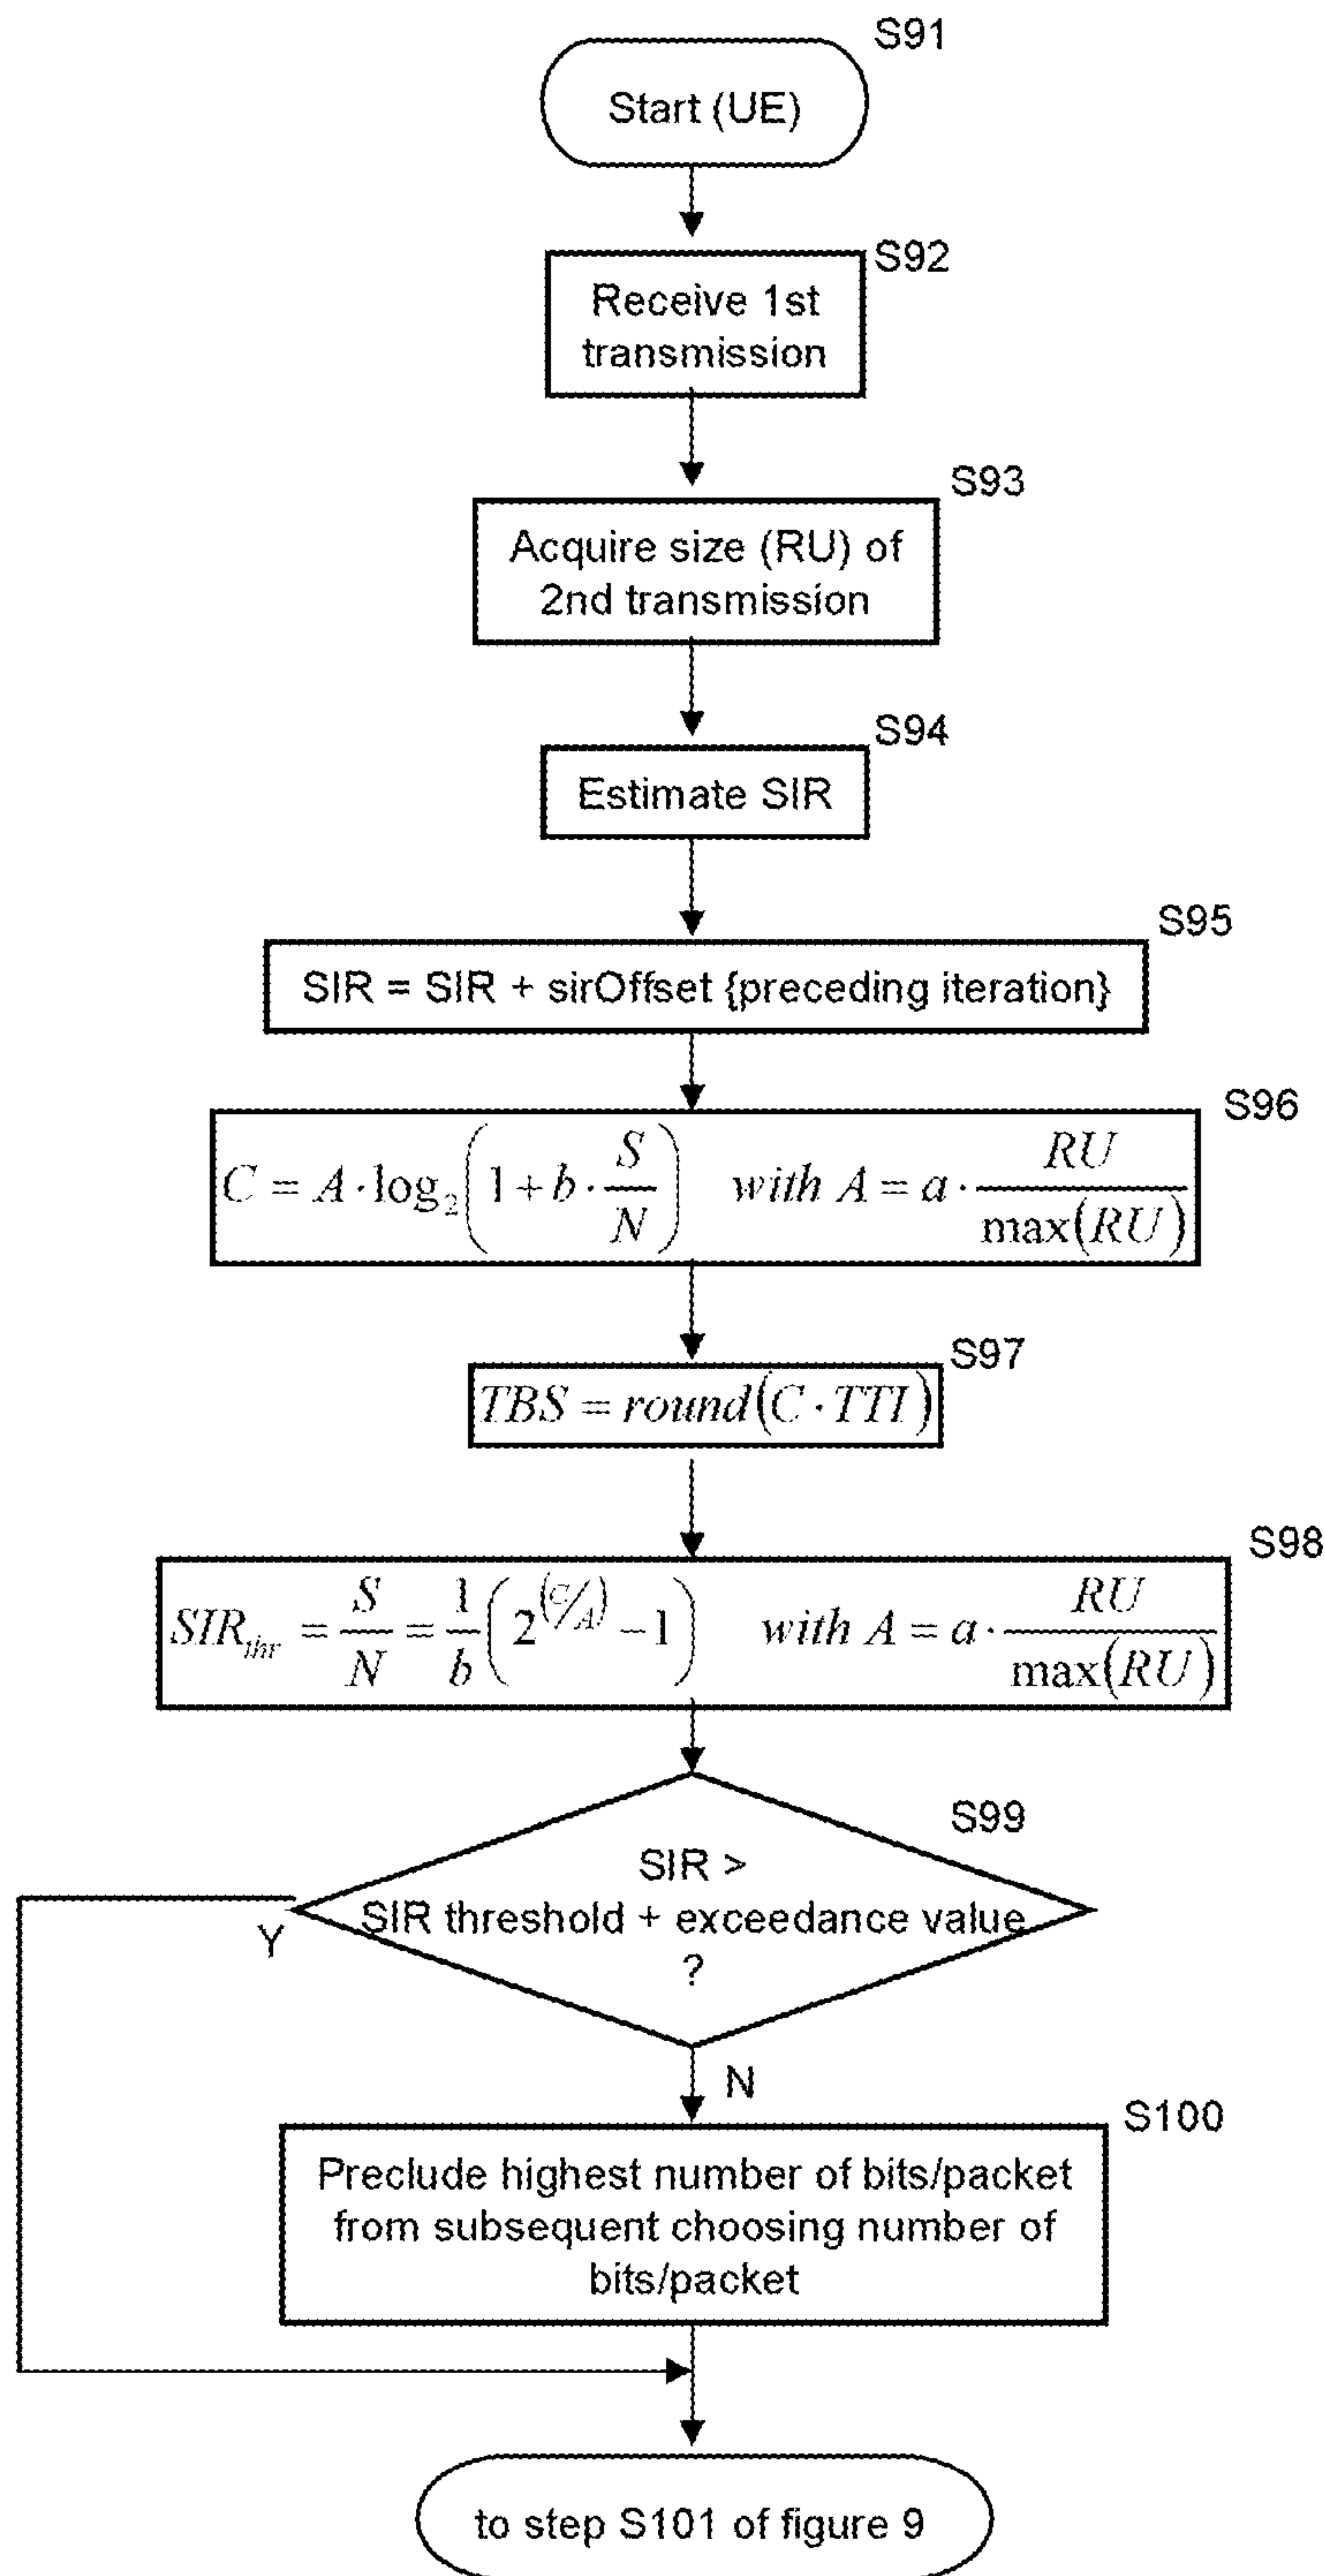 S91
Start (UE)
S92
Receive 1st
transmission
S93
Acquire size (RU) of
2nd transmission
S94
Estimate SIR
S95
SIR = SIR + sirOffset {preceding iteration}
S96
C = A · log₂(1 + b · S/N) with A = a · RU/max(RU)
S97
TBS = round(C · TTI)
S98
SIR_thr = S/N = 1/b (2^(C/A) − 1) with A = a · RU/max(RU)
S99
SIR >
SIR threshold + exceedance value
?
Y
N
S100
Preclude highest number of bits/packet
from subsequent choosing number of
bits/packet
to step S101 of figure 9